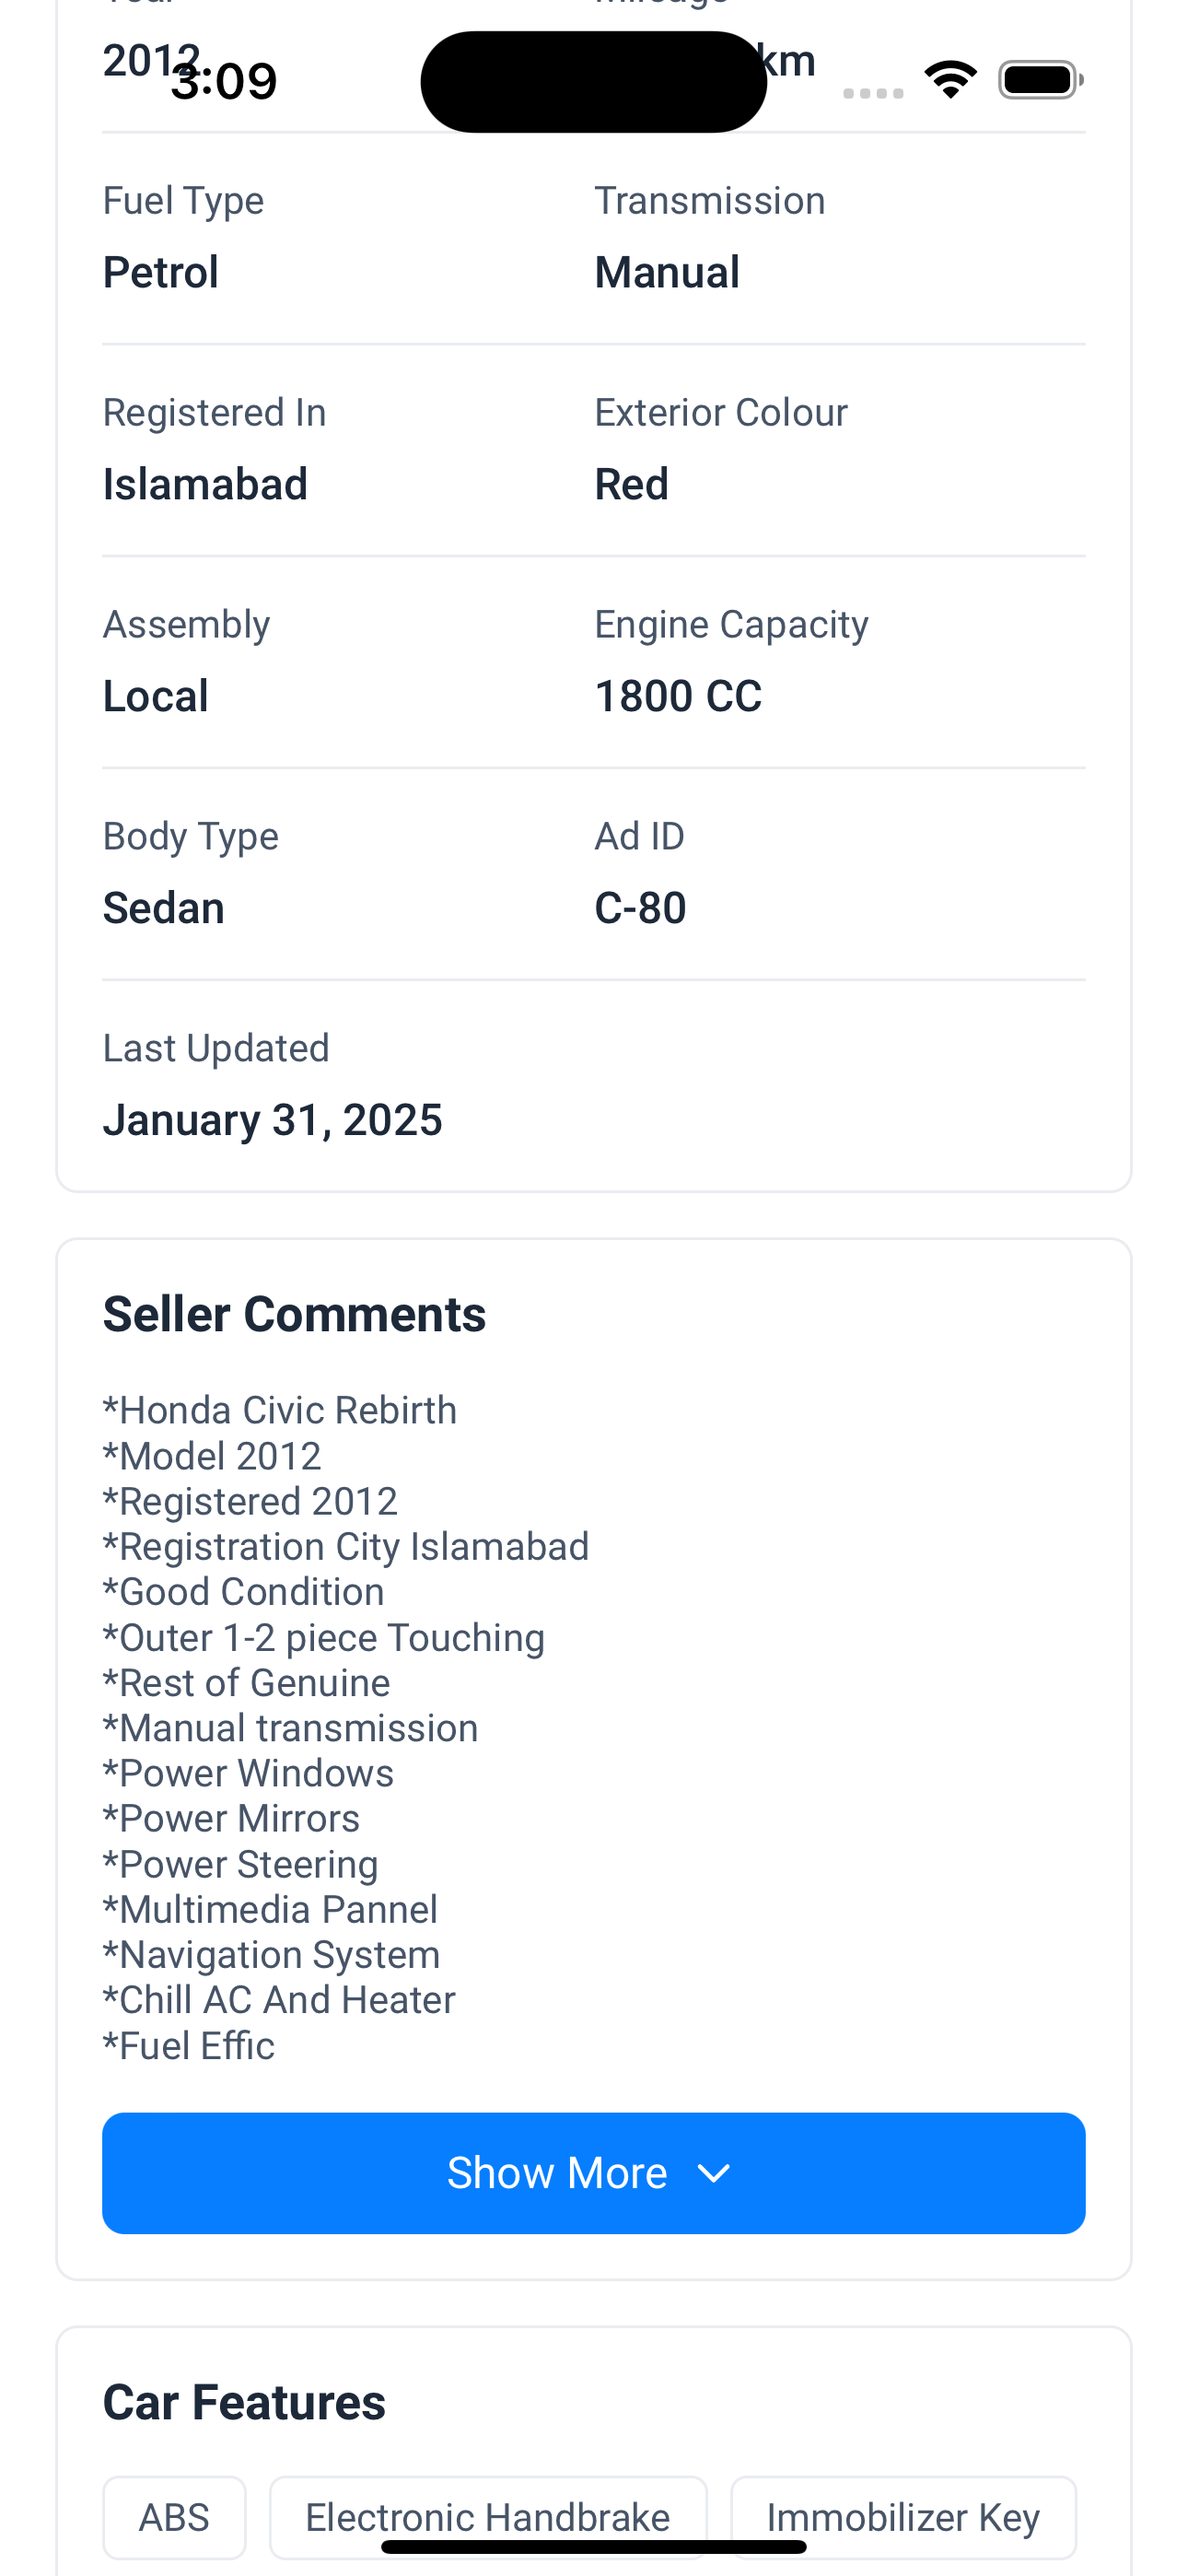 2012
km
3:09
Fuel Type
Transmission
Petrol
Manual
Registered In
Exterior Colour
Islamabad
Red
Assembly
Engine Capacity
Local
1800 CC
Body Type
Ad ID
Sedan
C-80
Last Updated
January 31, 2025
Seller Comments
*Honda Civic Rebirth
*Model 2012
*Registered 2012
*Registration City Islamabad
*Good Condition
*Outer 1-2 piece Touching
*Rest of Genuine
*Manual transmission
*Power Windows
*Power Mirrors
*Power Steering
*Multimedia Pannel
*Navigation System
*Chill AC And Heater
*Fuel Effic
Show More
Car Features
ABS
Electronic Handbrake
Immobilizer Key